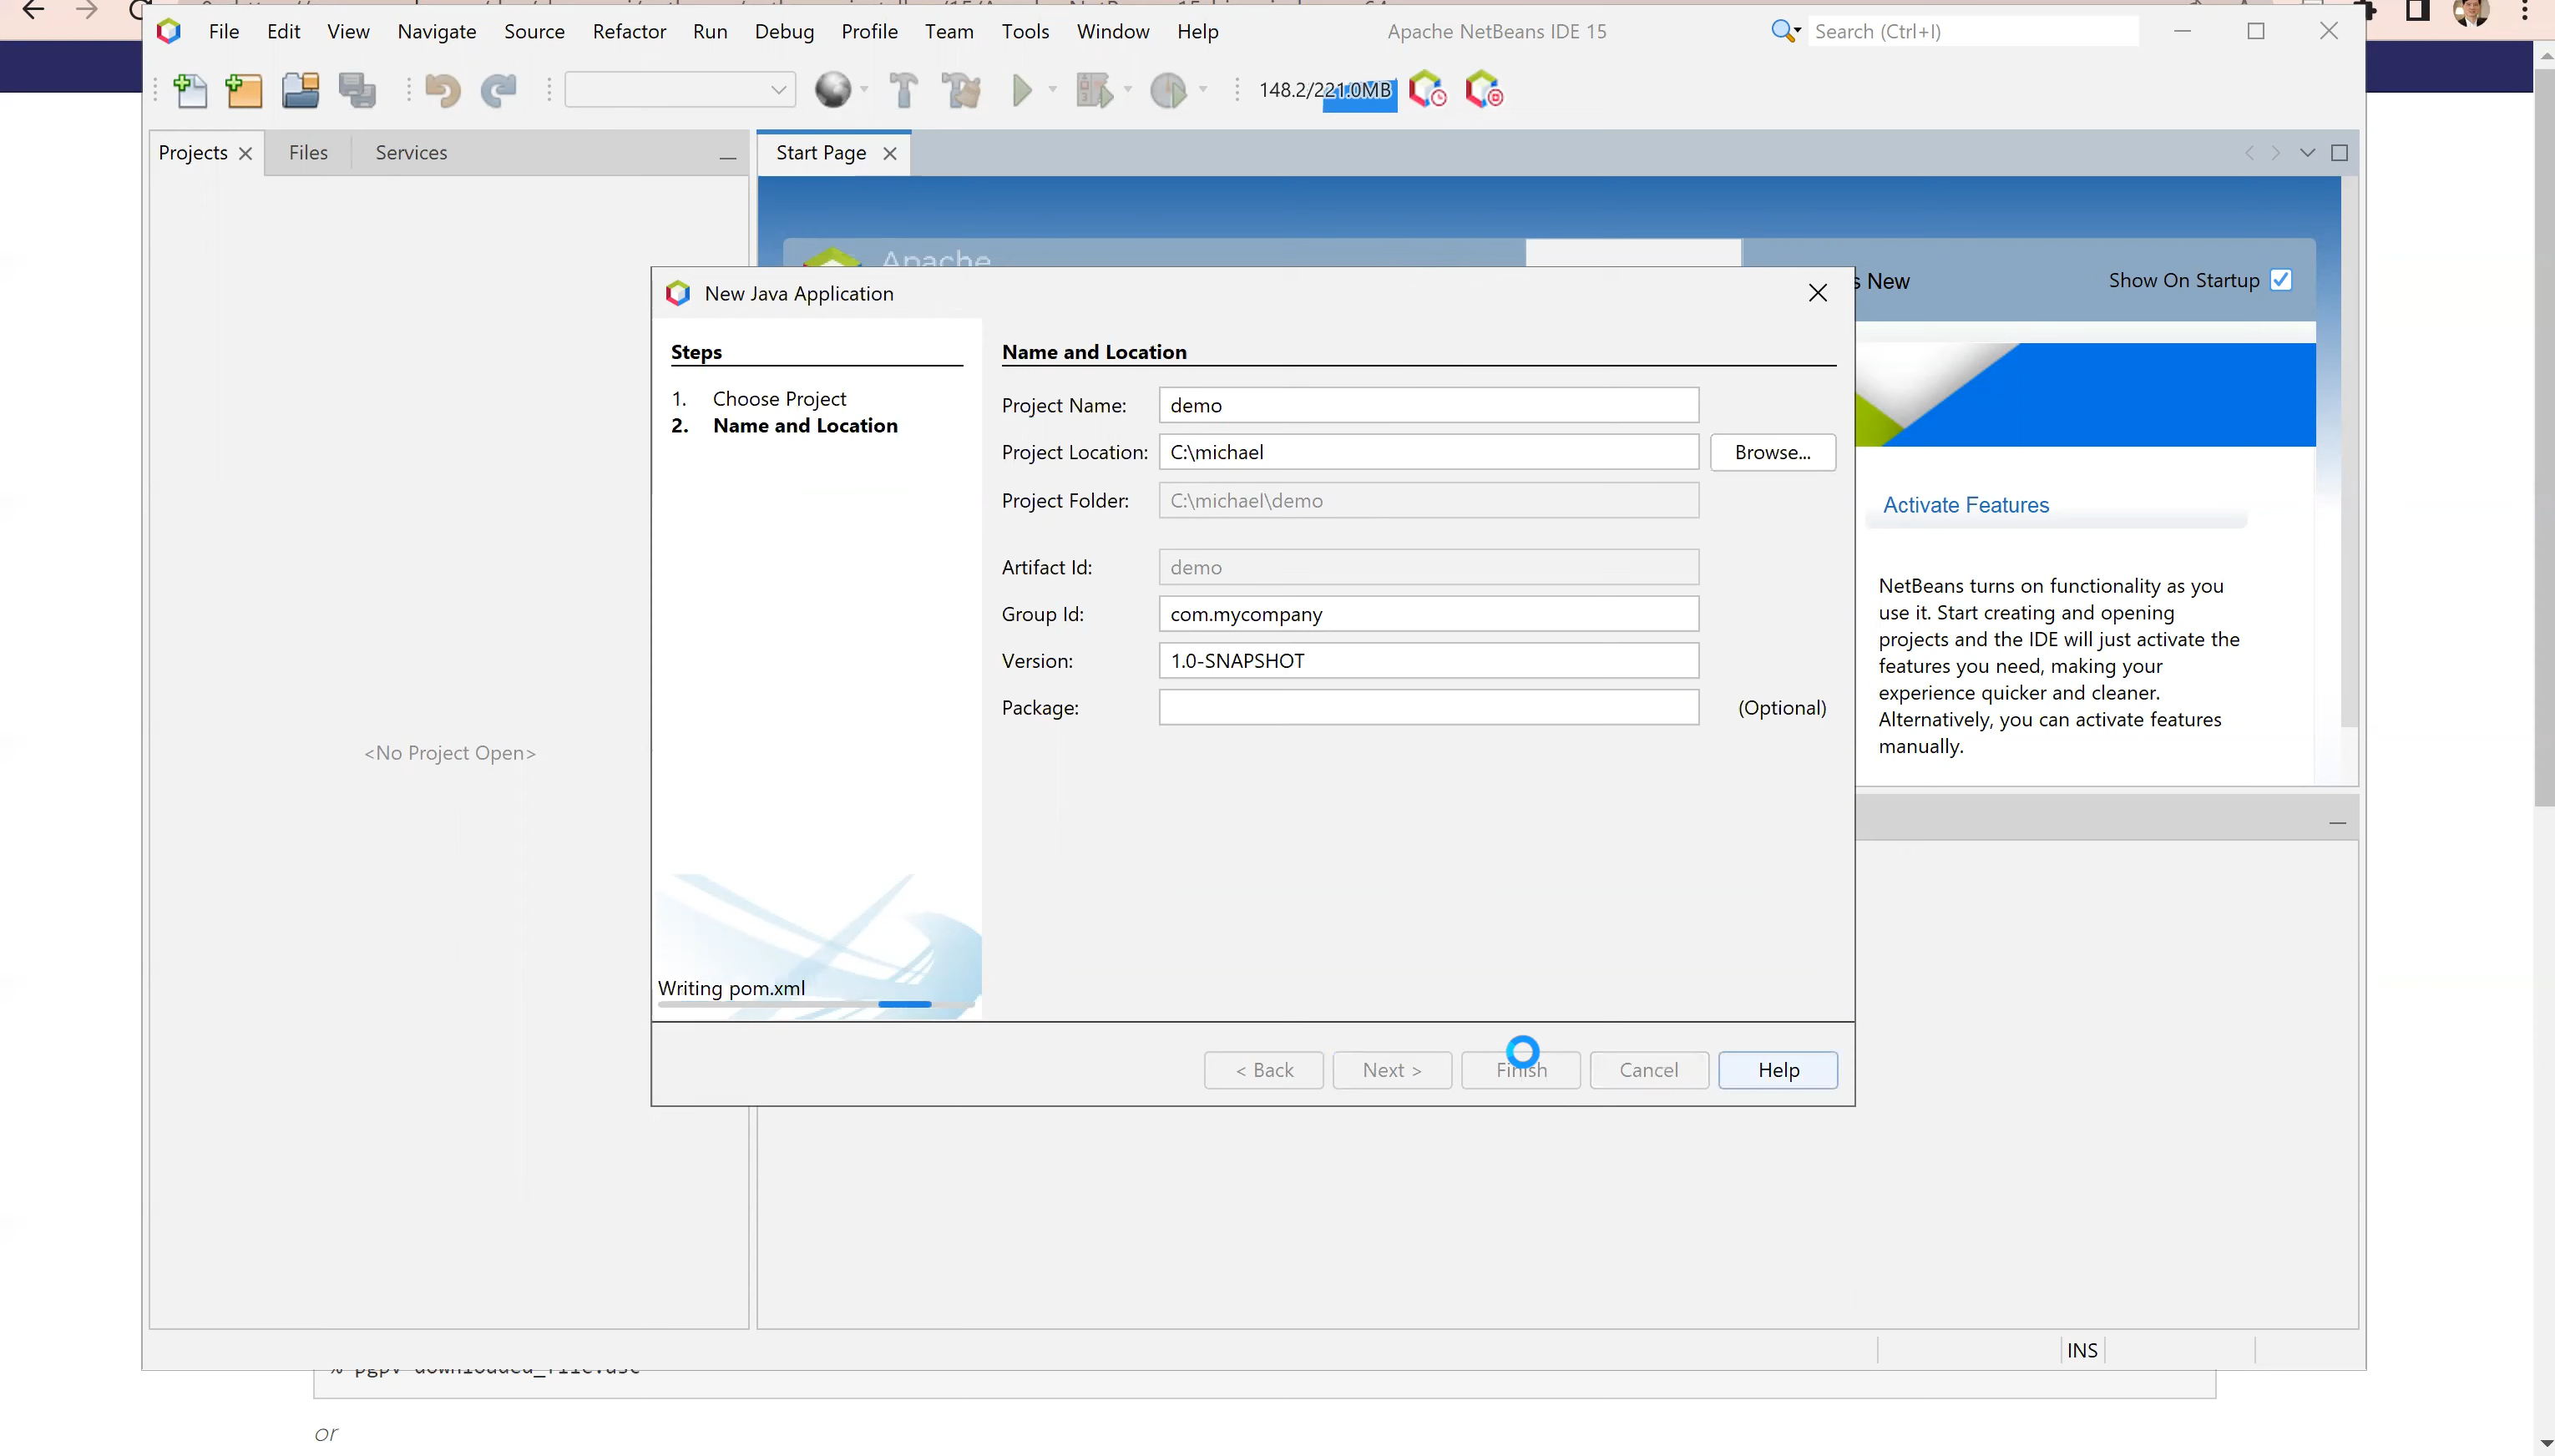 File Edit View Navigate Source Refactor Run Debug Profile Team Tools Window Help
Apache NetBeans IDE 15
Search (Ctrl+I)
148.2/221.0MB
Projects Files Services
Start Page
Apache
New
Show On Startup
New Java Application
Steps
1. Choose Project
2. Name and Location
Name and Location
Project Name: demo
Project Location: C:\michael Browse...
Project Folder: C:\michael\demo
Artifact Id: demo
Group Id: com.mycompany
Version: 1.0-SNAPSHOT
Package: (Optional)
Activate Features
NetBeans turns on functionality as you
use it. Start creating and opening
projects and the IDE will just activate the
features you need, making your
experience quicker and cleaner.
Alternatively, you can activate features
manually.
<No Project Open>
Writing pom.xml
< Back Next > Finish Cancel Help
INS
% pgpv downloaded_file.asc
or